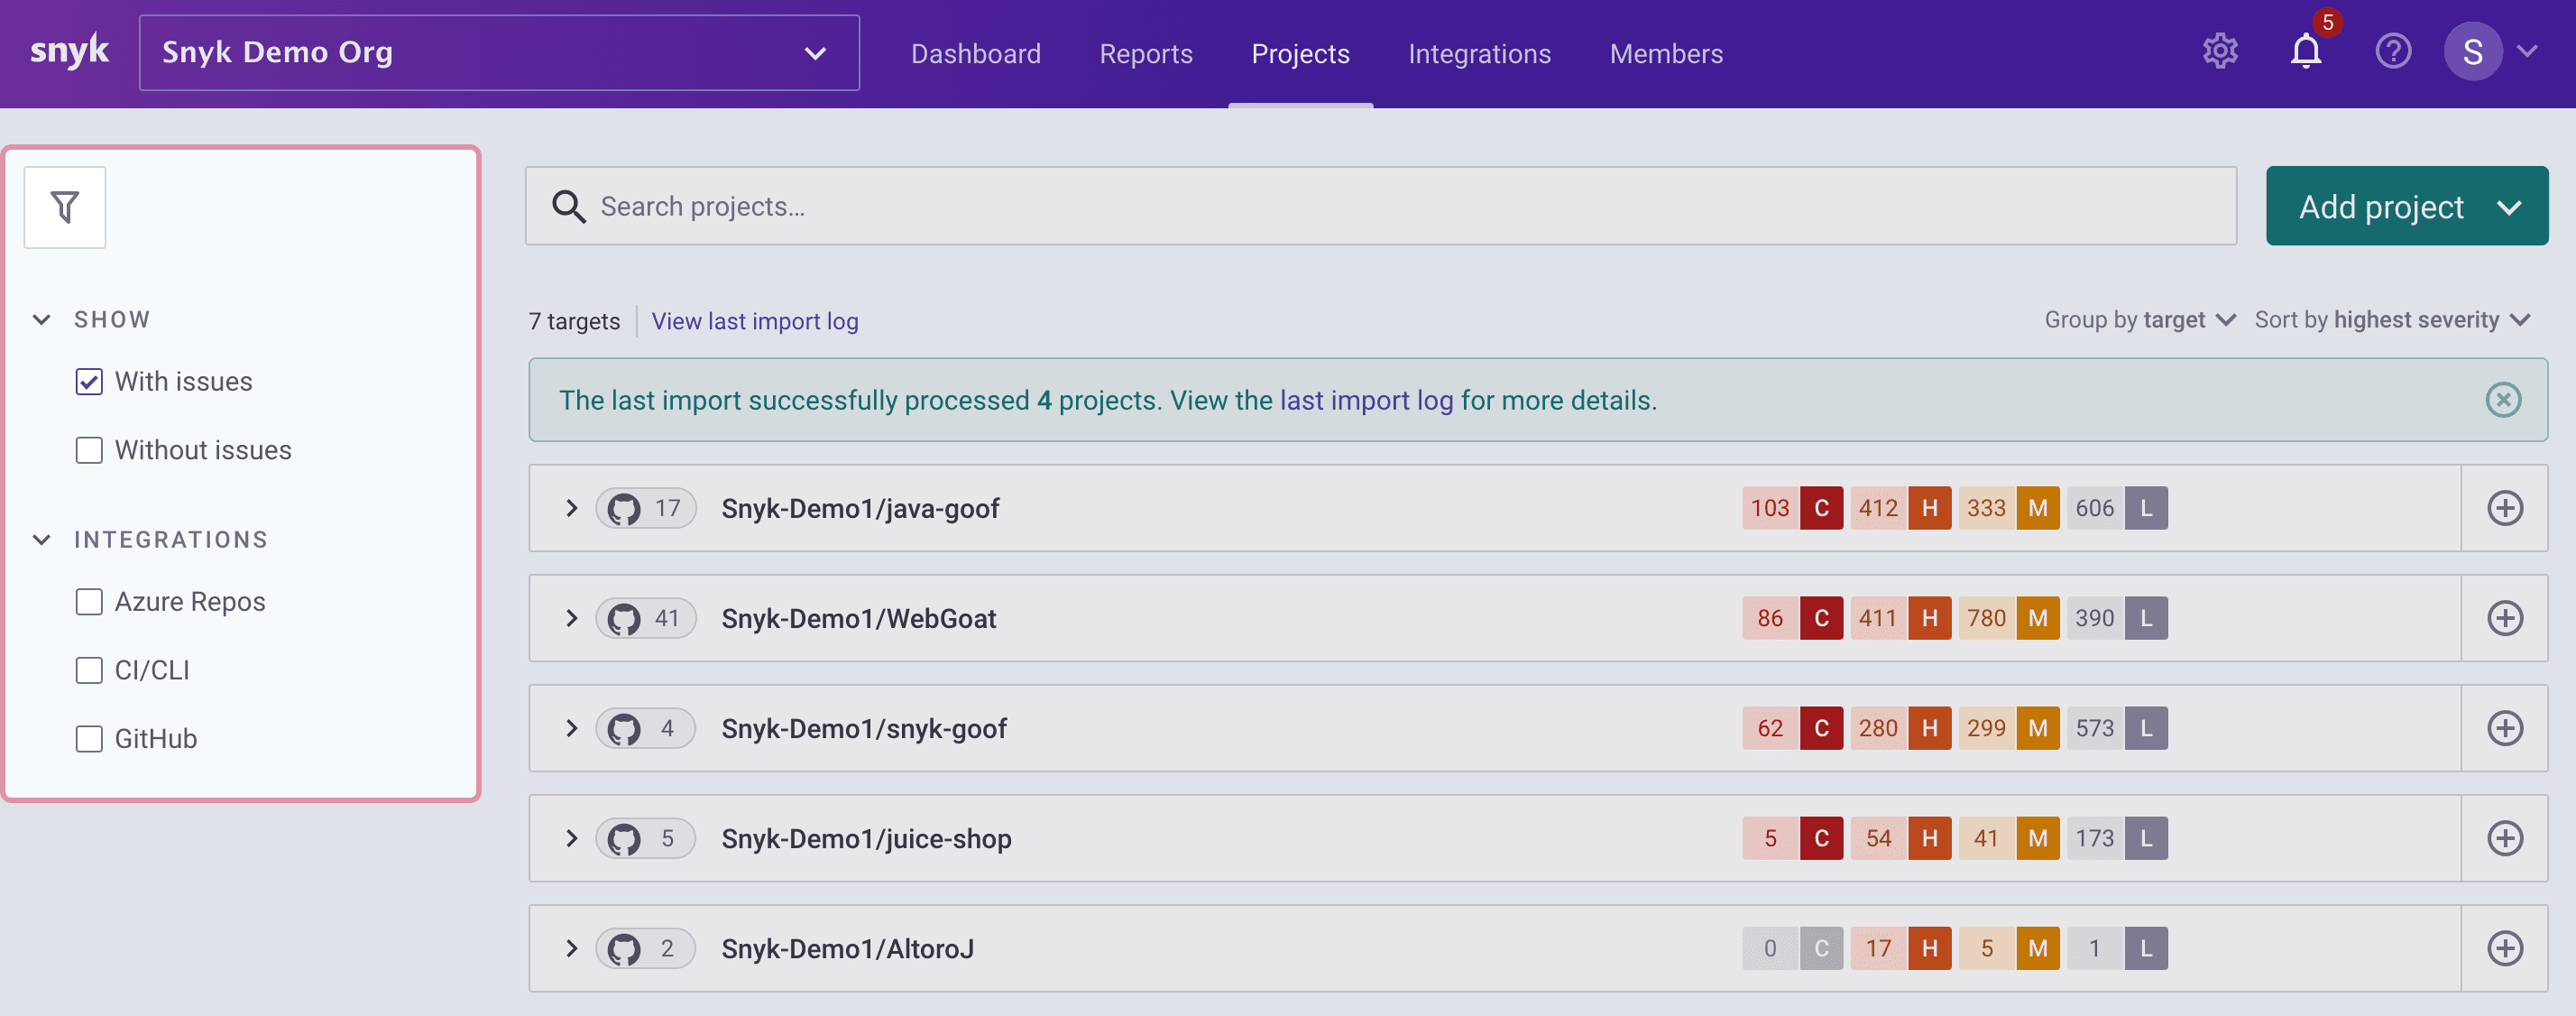 snyk
Snyk Demo Org
Dashboard
Reports
Projects
Integrations
Members
5
S
Search projects...
Add project
SHOW
With issues
Without issues
INTEGRATIONS
Azure Repos
CI/CLI
GitHub
7 targets
View last import log
Group by target
Sort by highest severity
The last import successfully processed 4 projects. View the last import log for more details.
17 Snyk-Demo1/java-goof 103 C 412 H 333 M 606 L
41 Snyk-Demo1/WebGoat 86 C 411 H 780 M 390 L
4 Snyk-Demo1/snyk-goof 62 C 280 H 299 M 573 L
5 Snyk-Demo1/juice-shop 5 C 54 H 41 M 173 L
2 Snyk-Demo1/AltoroJ 0 C 17 H 5 M 1 L